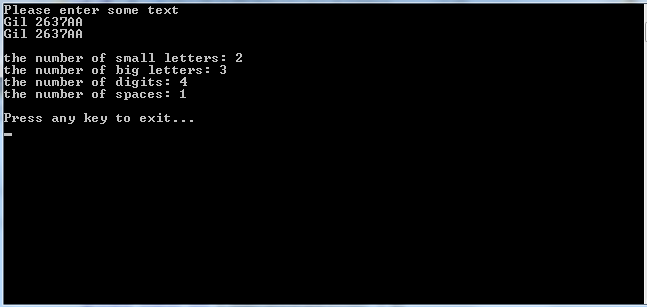 Please enter some text
Gil 2637AA
Gil 2637AA
the number of small letters: 2
the number of big letters: 3
the number of digits: 4
the number of spaces: 1
Press any key to exit...